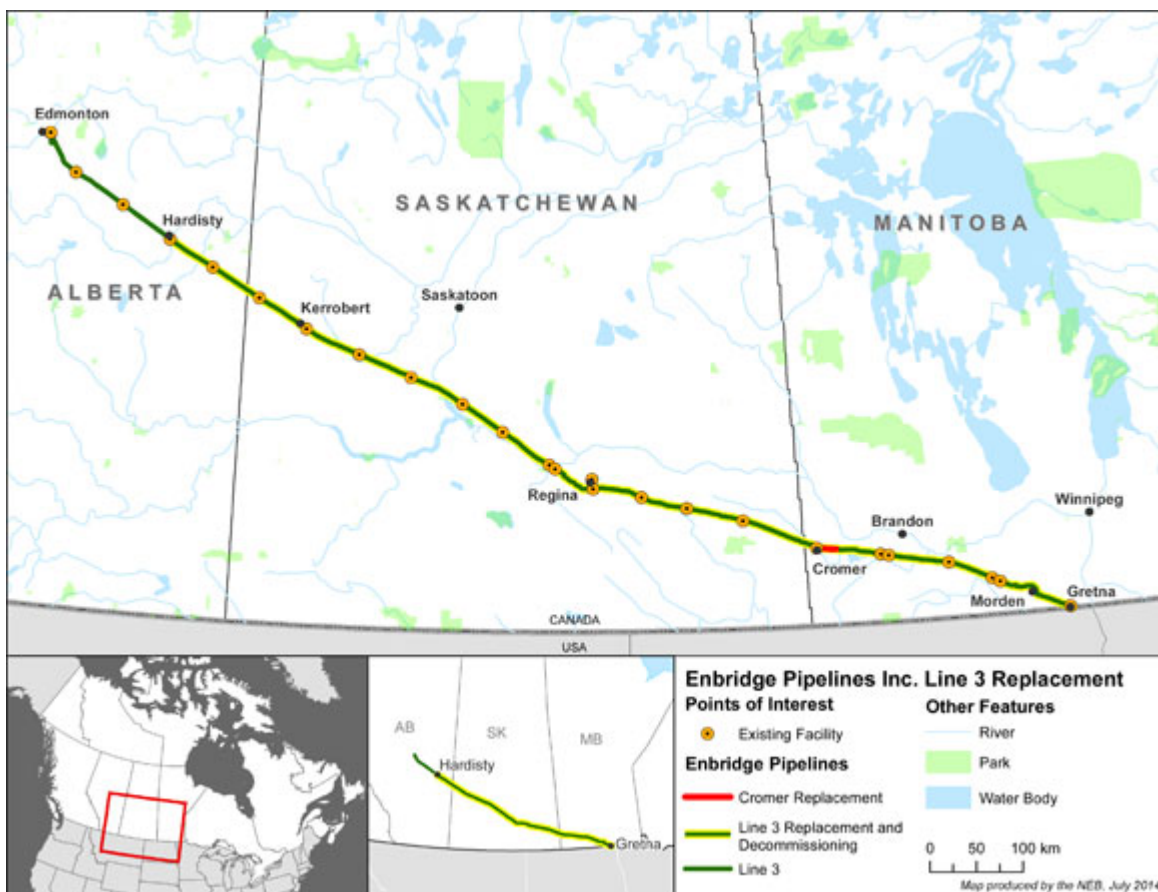 Edmonton
SASKATCHEWAN
MANITOBA
Hardisty
ALBERTA
Saskatoon
Kerrobert
Regina
Winnipeg
Brandon
Cromer
Morden
Gretna
CANADA
USA
AB
SK
MB
Hardisty
Gretna
Enbridge Pipelines Inc. Line 3 Replacement
Points of Interest
Existing Facility
Enbridge Pipelines
Cromer Replacement
Line 3 Replacement and
Decommissioning
Line 3
Other Features
River
Park
Water Body
0 50 100 km
Map produced by the NEB, July 2014